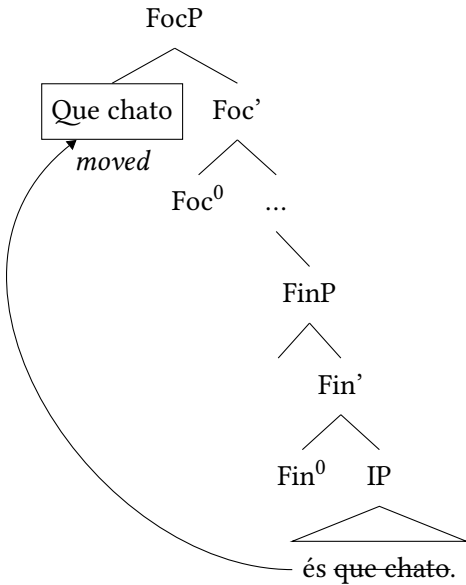 FocP
Que chato Foc’
moved
Foc⁰ ...
FinP
Fin’
Fin⁰ IP
és ~~que chato~~.